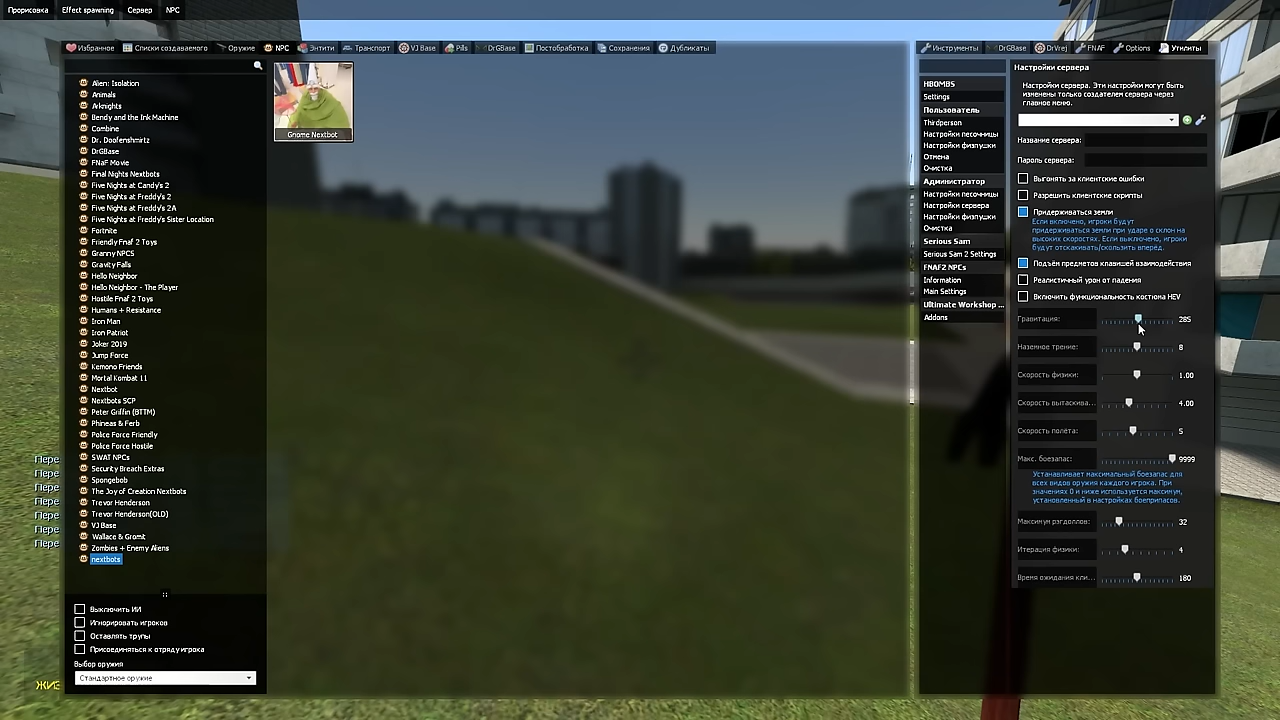 Прорисовка
Effect spawning
Сервер
NPC
Избранное
Списки создаваемого
Оружие
NPC
Энтити
Транспорт
VJ Base
Pills
DrGBase
Постобработка
Сохранения
Дубликаты
Инструменты
DrGBase
DrVrej
FNAF
Options
Утилиты
Alien: Isolation
Animals
Arknights
Bendy and the Ink Machine
Combine
Dr. Doofenshmirtz
DrGBase
FNaF Movie
Final Nights Nextbots
Five Nights at Candy's 2
Five Nights at Freddy's 2
Five Nights at Freddy's 2A
Five Nights at Freddy's Sister Location
Fortnite
Friendly Fnaf 2 Toys
Granny NPCS
Gravity Falls
Hello Neighbor
Hello Neighbor - The Player
Hostile Fnaf 2 Toys
Humans + Resistance
Iron Man
Iron Patriot
Joker 2019
Jump Force
Kemono Friends
Mortal Kombat 11
Nextbot
Nextbots SCP
Peter Griffin (BTTM)
Phineas & Ferb
Police Force Friendly
Police Force Hostile
SWAT NPCs
Security Breach Extras
Spongebob
The Joy of Creation Nextbots
Trevor Henderson
Trevor Henderson(OLD)
VJ Base
Wallace & Gromit
Zombies + Enemy Aliens
nextbots
Выключить ИИ
Игнорировать игроков
Оставлять трупы
Присоединяться к отряду игрока
Выбор оружия
Стандартное оружие
Gnome Nextbot
Пере
Пере
Пере
Пере
Пере
Пере
Пере
ЖИЗ
HBOMBS
Settings
Пользователь
Thirdperson
Настройки песочницы
Настройки физпушки
Отмена
Очистка
Администратор
Настройки песочницы
Настройки сервера
Настройки физпушки
Очистка
Serious Sam
Serious Sam 2 Settings
FNAF2 NPCs
Information
Main Settings
Ultimate Workshop ...
Addons
Настройки сервера
Настройки сервера. Эти настройки могут быть
изменены только создателем сервера через
главное меню.
Название сервера:
Пароль сервера:
Выгонять за клиентские ошибки
Разрешить клиентские скрипты
Придерживаться земли
Если включено, игроки будут
придерживаться земли при ударе о склон на
высоких скоростях. Если выключено, игроки
будут отскакивать/скользить вперёд.
Подъём предметов клавишей взаимодействия
Реалистичный урон от падения
Включить функциональность костюма HEV
Гравитация: 285
Наземное трение: 8
Скорость физики: 1.00
Скорость вытаскива... 4.00
Скорость полёта: 5
Макс. боезапас: 9999
Устанавливает максимальный боезапас для
всех видов оружия каждого игрока. При
значениях 0 и ниже используется максимум,
установленный в настройках боеприпасов.
Максимум рэгдоллов: 32
Итерация физики: 4
Время ожидания кли... 180